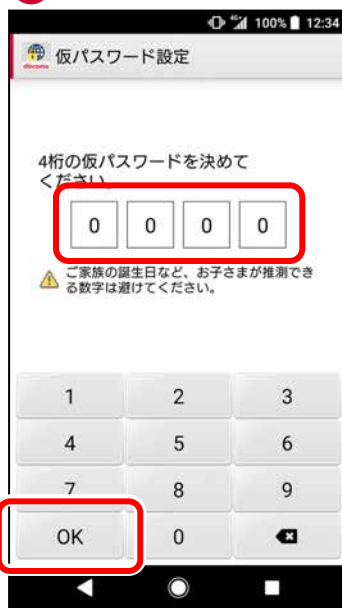 4G 100% 12:34
docomo 仮パスワード設定
4桁の仮パスワードを決めて
ください。
0 0 0 0
ご家族の誕生日など、お子さまが推測でき
る数字は避けてください。
1 2 3
4 5 6
7 8 9
OK 0